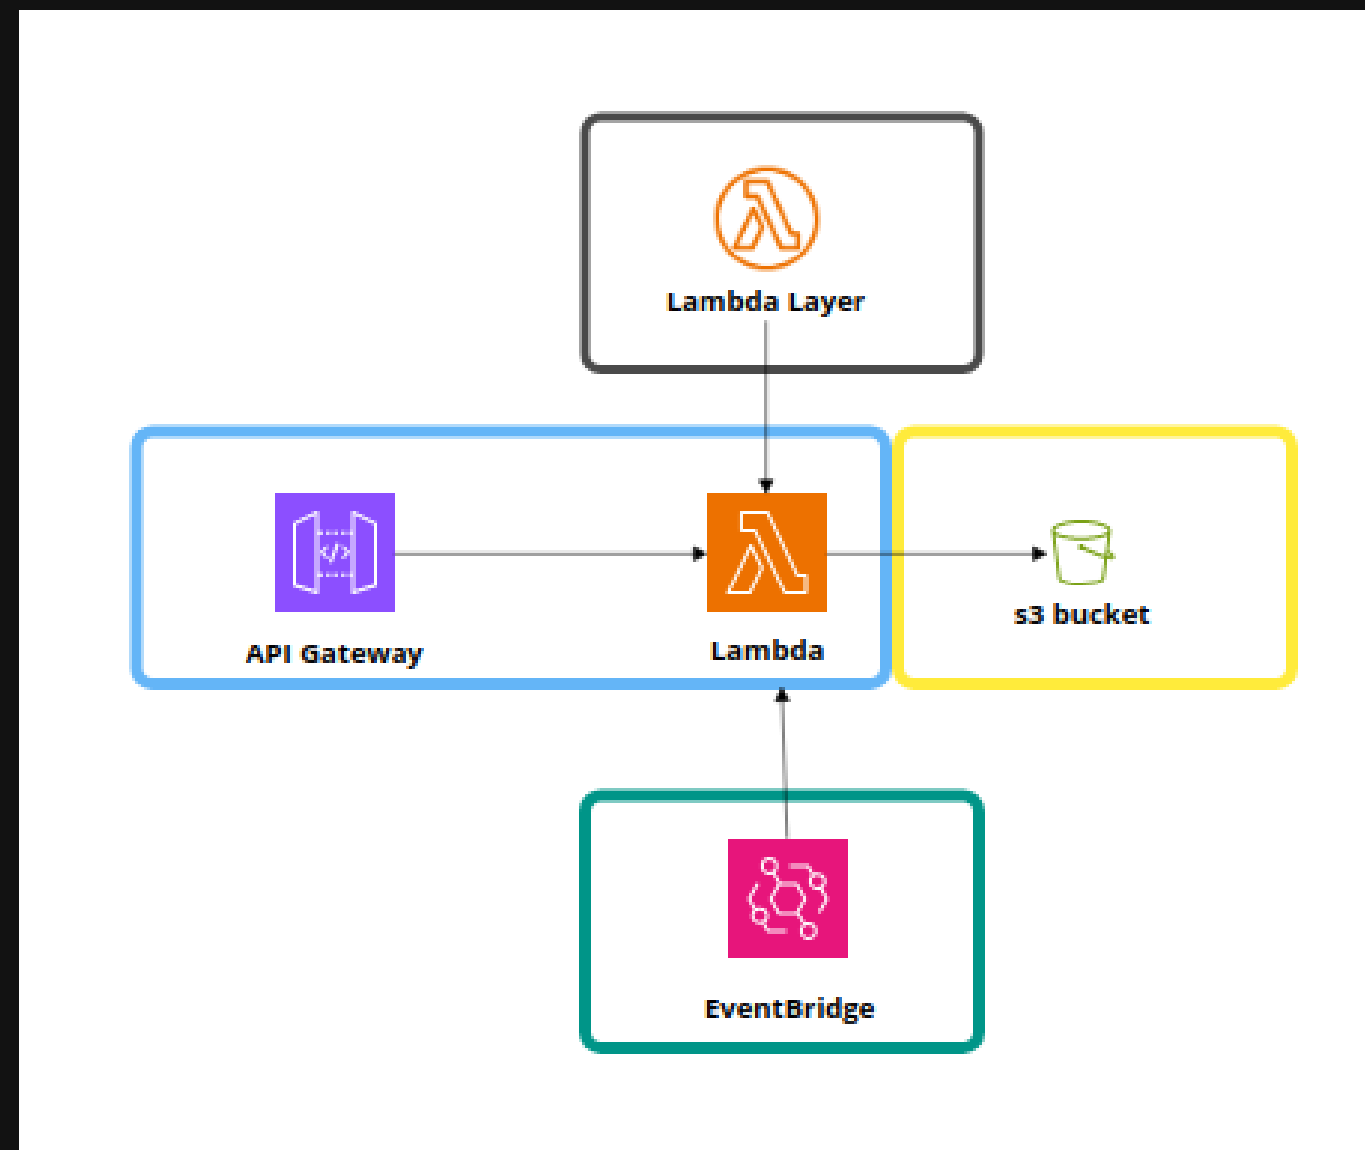 Lambda Layer
</>
API Gateway
Lambda
s3 bucket
EventBridge